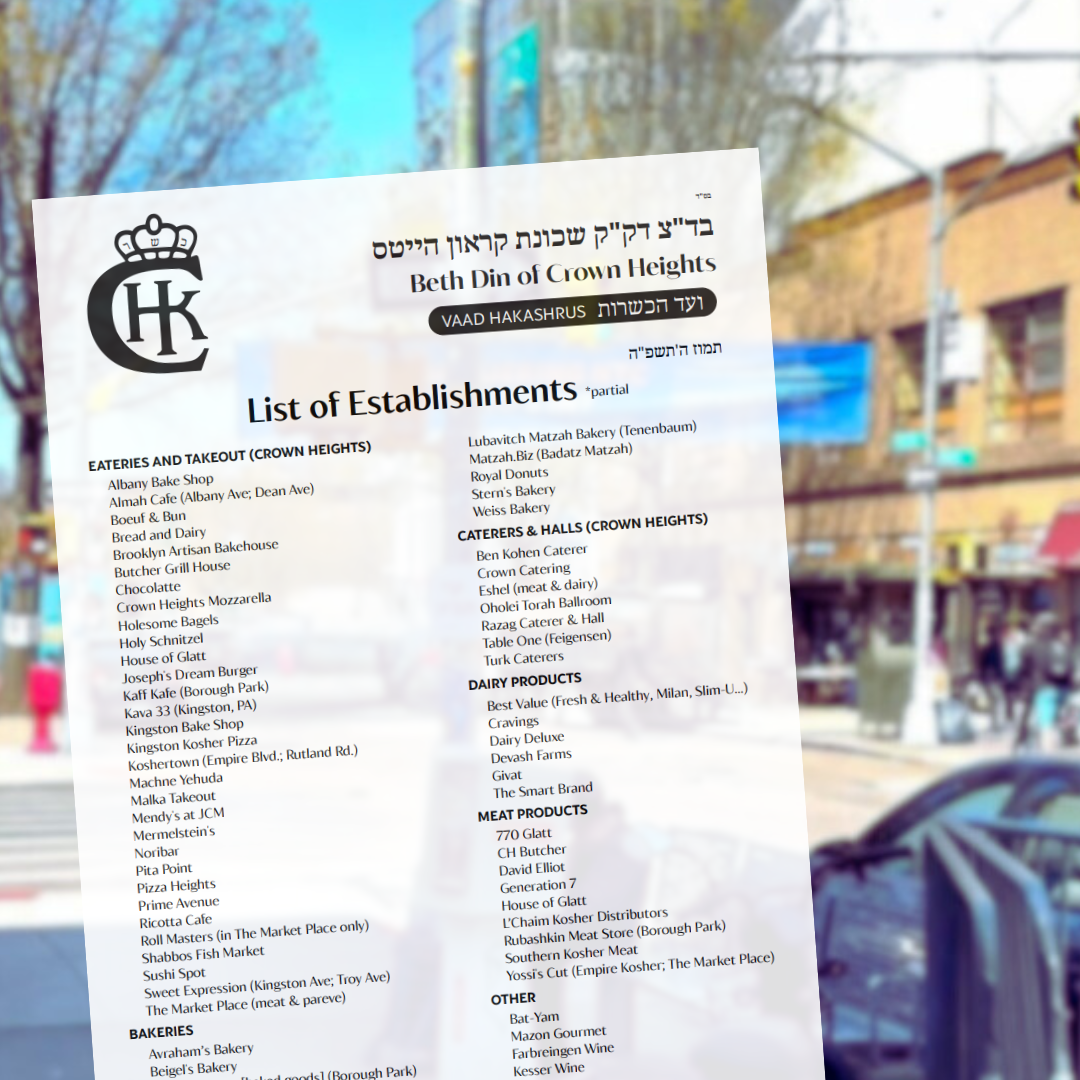 בס"ד
כ ש ר
CHK
בד"צ דק"ק שכונת קראון הייטס
Beth Din of Crown Heights
VAAD HAKASHRUS ועד הכשרות
תמוז ה'תשפ"ה
List of Establishments *partial
EATERIES AND TAKEOUT (CROWN HEIGHTS)
Albany Bake Shop
Almah Cafe (Albany Ave; Dean Ave)
Boeuf & Bun
Bread and Dairy
Brooklyn Artisan Bakehouse
Butcher Grill House
Chocolatte
Crown Heights Mozzarella
Holesome Bagels
Holy Schnitzel
House of Glatt
Joseph's Dream Burger
Kaff Kafe (Borough Park)
Kava 33 (Kingston, PA)
Kingston Bake Shop
Kingston Kosher Pizza
Koshertown (Empire Blvd.; Rutland Rd.)
Machne Yehuda
Malka Takeout
Mendy's at JCM
Mermelstein's
Noribar
Pita Point
Pizza Heights
Prime Avenue
Ricotta Cafe
Roll Masters (in The Market Place only)
Shabbos Fish Market
Sushi Spot
Sweet Expression (Kingston Ave; Troy Ave)
The Market Place (meat & pareve)
BAKERIES
Avraham's Bakery
Beigel's Bakery
[baked goods] (Borough Park)
Lubavitch Matzah Bakery (Tenenbaum)
Matzah.Biz (Badatz Matzah)
Royal Donuts
Stern's Bakery
Weiss Bakery
CATERERS & HALLS (CROWN HEIGHTS)
Ben Kohen Caterer
Crown Catering
Eshel (meat & dairy)
Oholei Torah Ballroom
Razag Caterer & Hall
Table One (Feigensen)
Turk Caterers
DAIRY PRODUCTS
Best Value (Fresh & Healthy, Milan, Slim-U...)
Cravings
Dairy Deluxe
Devash Farms
Givat
The Smart Brand
MEAT PRODUCTS
770 Glatt
CH Butcher
David Elliot
Generation 7
House of Glatt
L'Chaim Kosher Distributors
Rubashkin Meat Store (Borough Park)
Southern Kosher Meat
Yossi's Cut (Empire Kosher; The Market Place)
OTHER
Bat-Yam
Mazon Gourmet
Farbreingen Wine
Kesser Wine